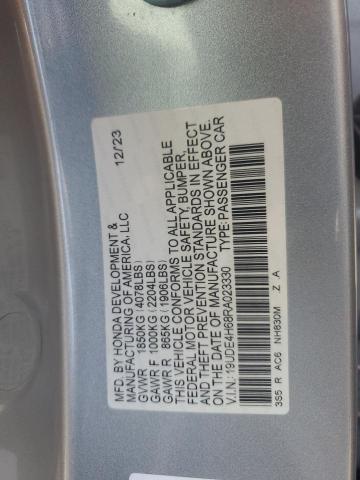 MFD. BY HONDA DEVELOPMENT & 12/23
MANUFACTURING OF AMERICA, LLC
GVWR 1850KG (4078LBS)
GAWR F 1000KG (2204LBS)
GAWR R 865KG (1906LBS)
THIS VEHICLE CONFORMS TO ALL APPLICABLE
FEDERAL MOTOR VEHICLE SAFETY, BUMPER,
AND THEFT PREVENTION STANDARDS IN EFFECT
ON THE DATE OF MANUFACTURE SHOWN ABOVE.
V.I.N.: 19UDE4H69RA023330 TYPE: PASSENGER CAR
3S5 R AC6 NH830M Z A